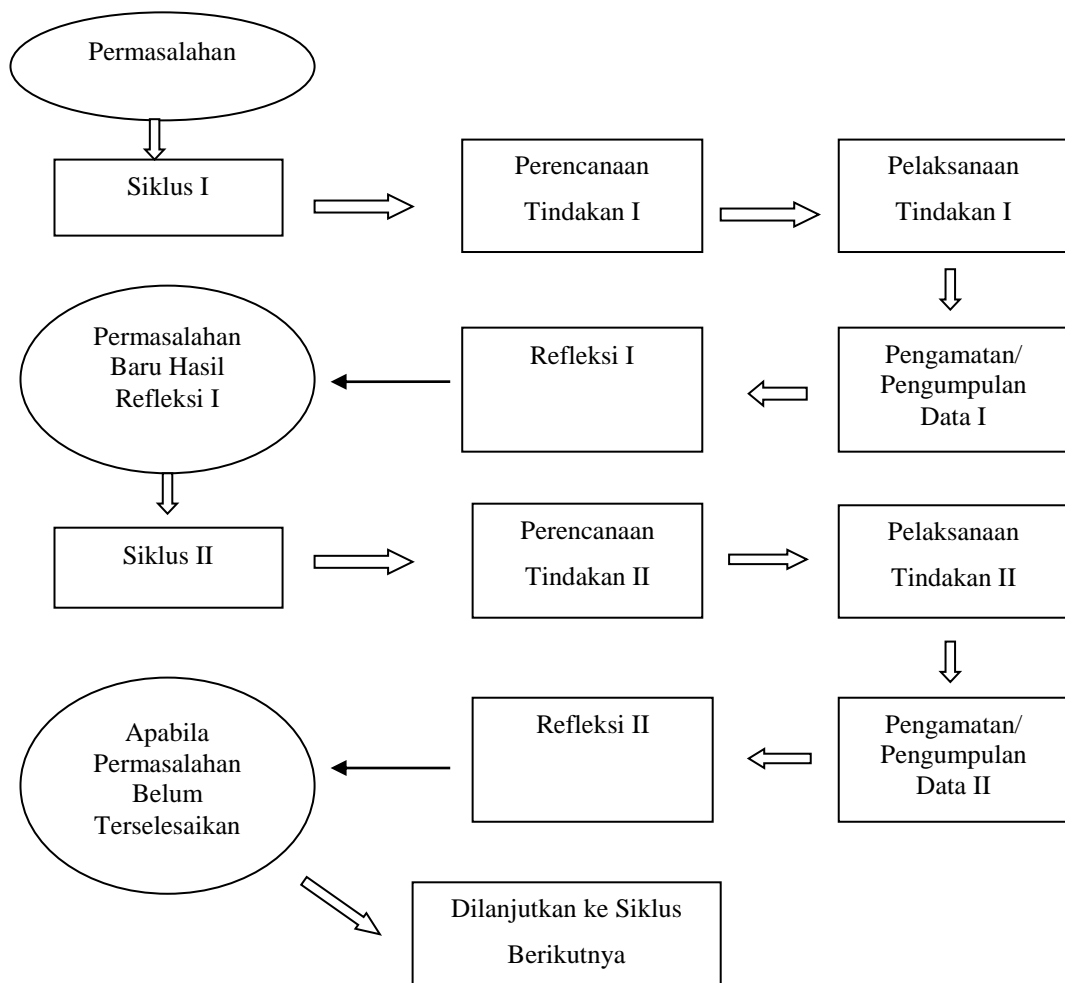 Permasalahan
Siklus I
Perencanaan
Tindakan I
Pelaksanaan
Tindakan I
Pengamatan/
Pengumpulan
Data I
Refleksi I
Permasalahan
Baru Hasil
Refleksi I
Siklus II
Perencanaan
Tindakan II
Pelaksanaan
Tindakan II
Pengamatan/
Pengumpulan
Data II
Refleksi II
Apabila
Permasalahan
Belum
Terselesaikan
Dilanjutkan ke Siklus
Berikutnya